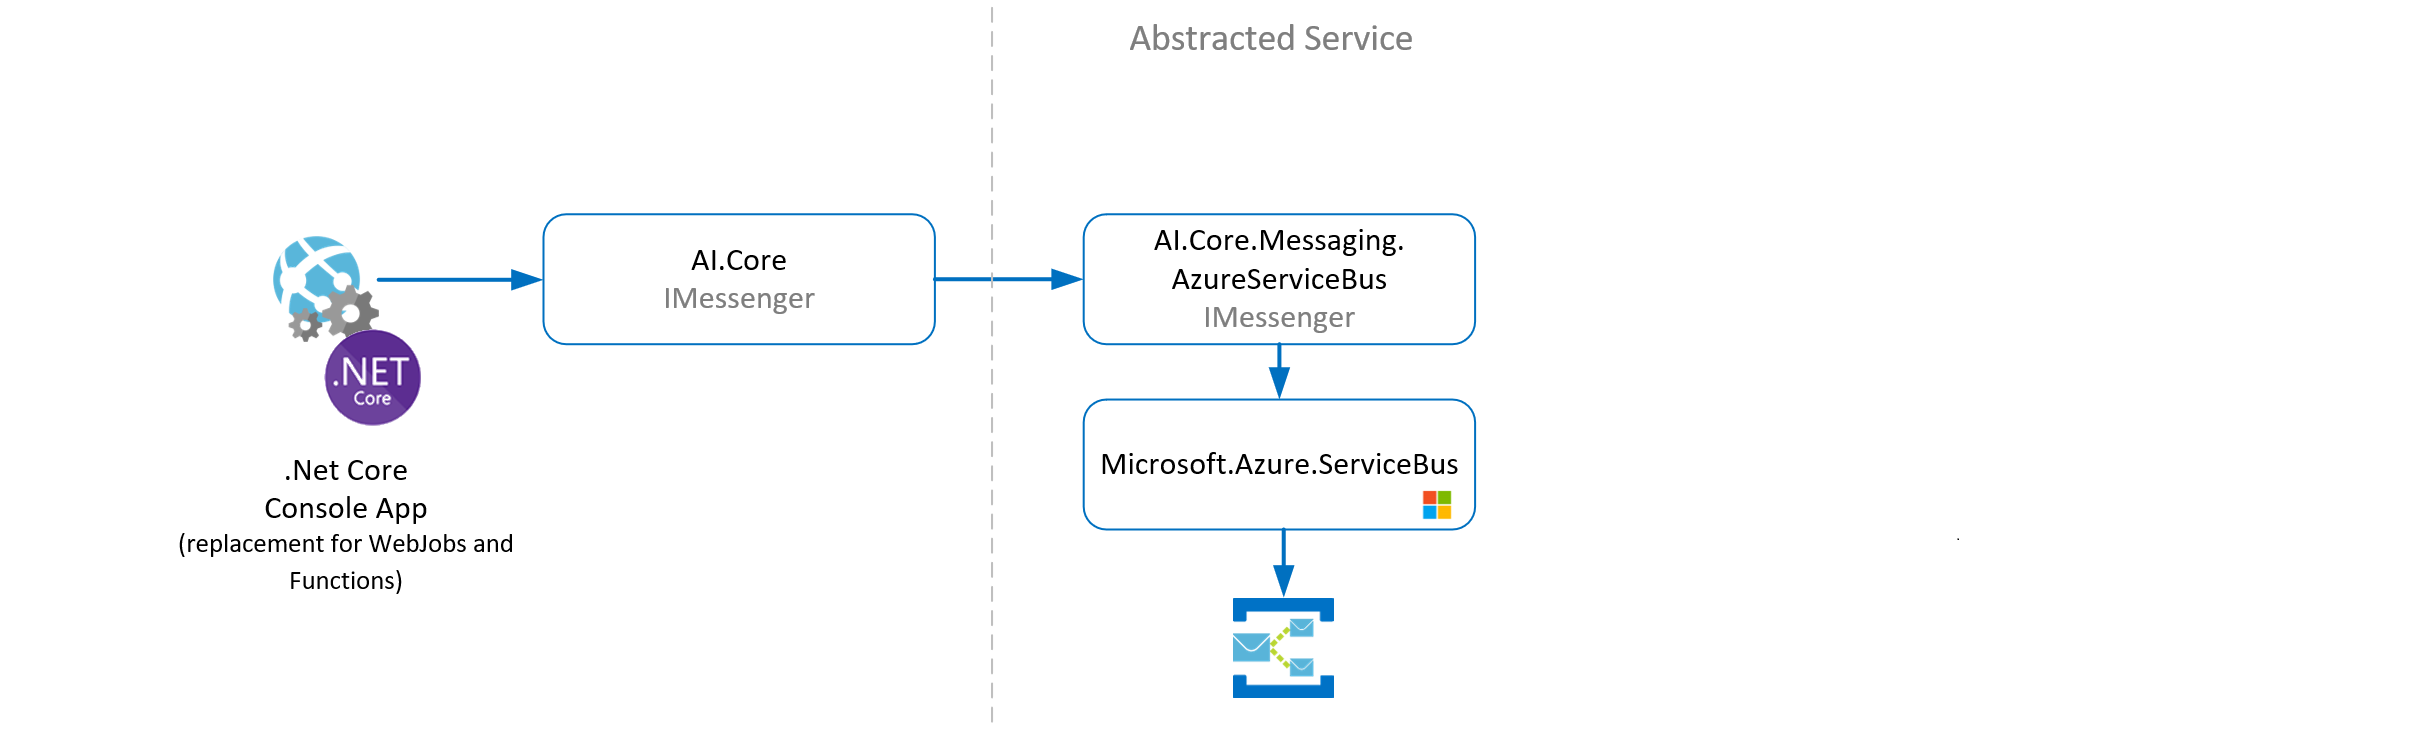 Abstracted Service
AI.Core
IMessenger
AI.Core.Messaging.
AzureServiceBus
IMessenger
.NET
Core
.Net Core
Console App
(replacement for WebJobs and
Functions)
Microsoft.Azure.ServiceBus
.